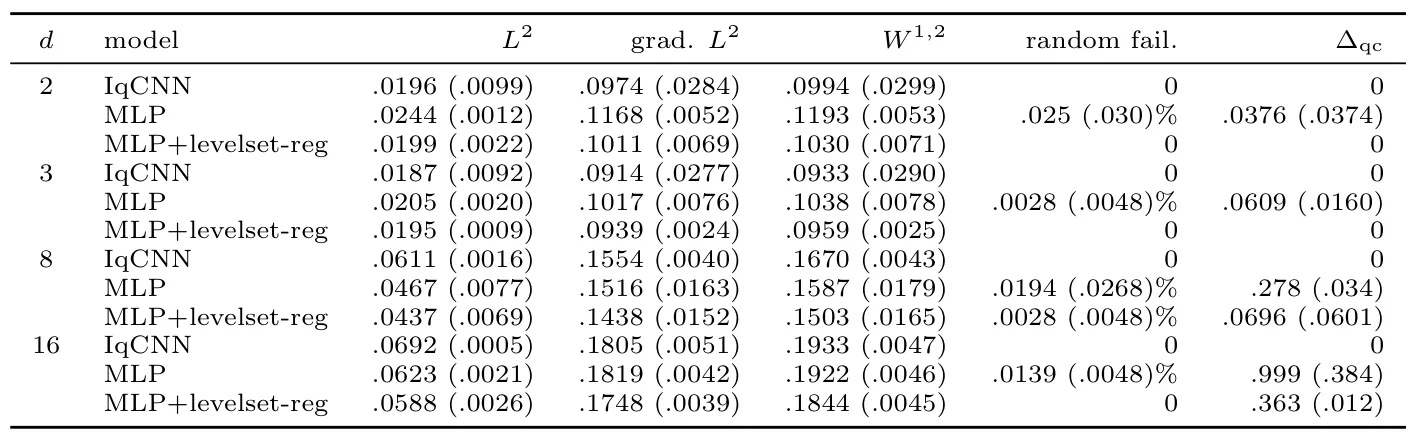 d model L² grad. L² W¹,² random fail. Δqc
2 IqCNN .0196 (.0099) .0974 (.0284) .0994 (.0299) 0 0
MLP .0244 (.0012) .1168 (.0052) .1193 (.0053) .025 (.030)% .0376 (.0374)
MLP+levelset-reg .0199 (.0022) .1011 (.0069) .1030 (.0071) 0 0
3 IqCNN .0187 (.0092) .0914 (.0277) .0933 (.0290) 0 0
MLP .0205 (.0020) .1017 (.0076) .1038 (.0078) .0028 (.0048)% .0609 (.0160)
MLP+levelset-reg .0195 (.0009) .0939 (.0024) .0959 (.0025) 0 0
8 IqCNN .0611 (.0016) .1554 (.0040) .1670 (.0043) 0 0
MLP .0467 (.0077) .1516 (.0163) .1587 (.0179) .0194 (.0268)% .278 (.034)
MLP+levelset-reg .0437 (.0069) .1438 (.0152) .1503 (.0165) .0028 (.0048)% .0696 (.0601)
16 IqCNN .0692 (.0005) .1805 (.0051) .1933 (.0047) 0 0
MLP .0623 (.0021) .1819 (.0042) .1922 (.0046) .0139 (.0048)% .999 (.384)
MLP+levelset-reg .0588 (.0026) .1748 (.0039) .1844 (.0045) 0 .363 (.012)